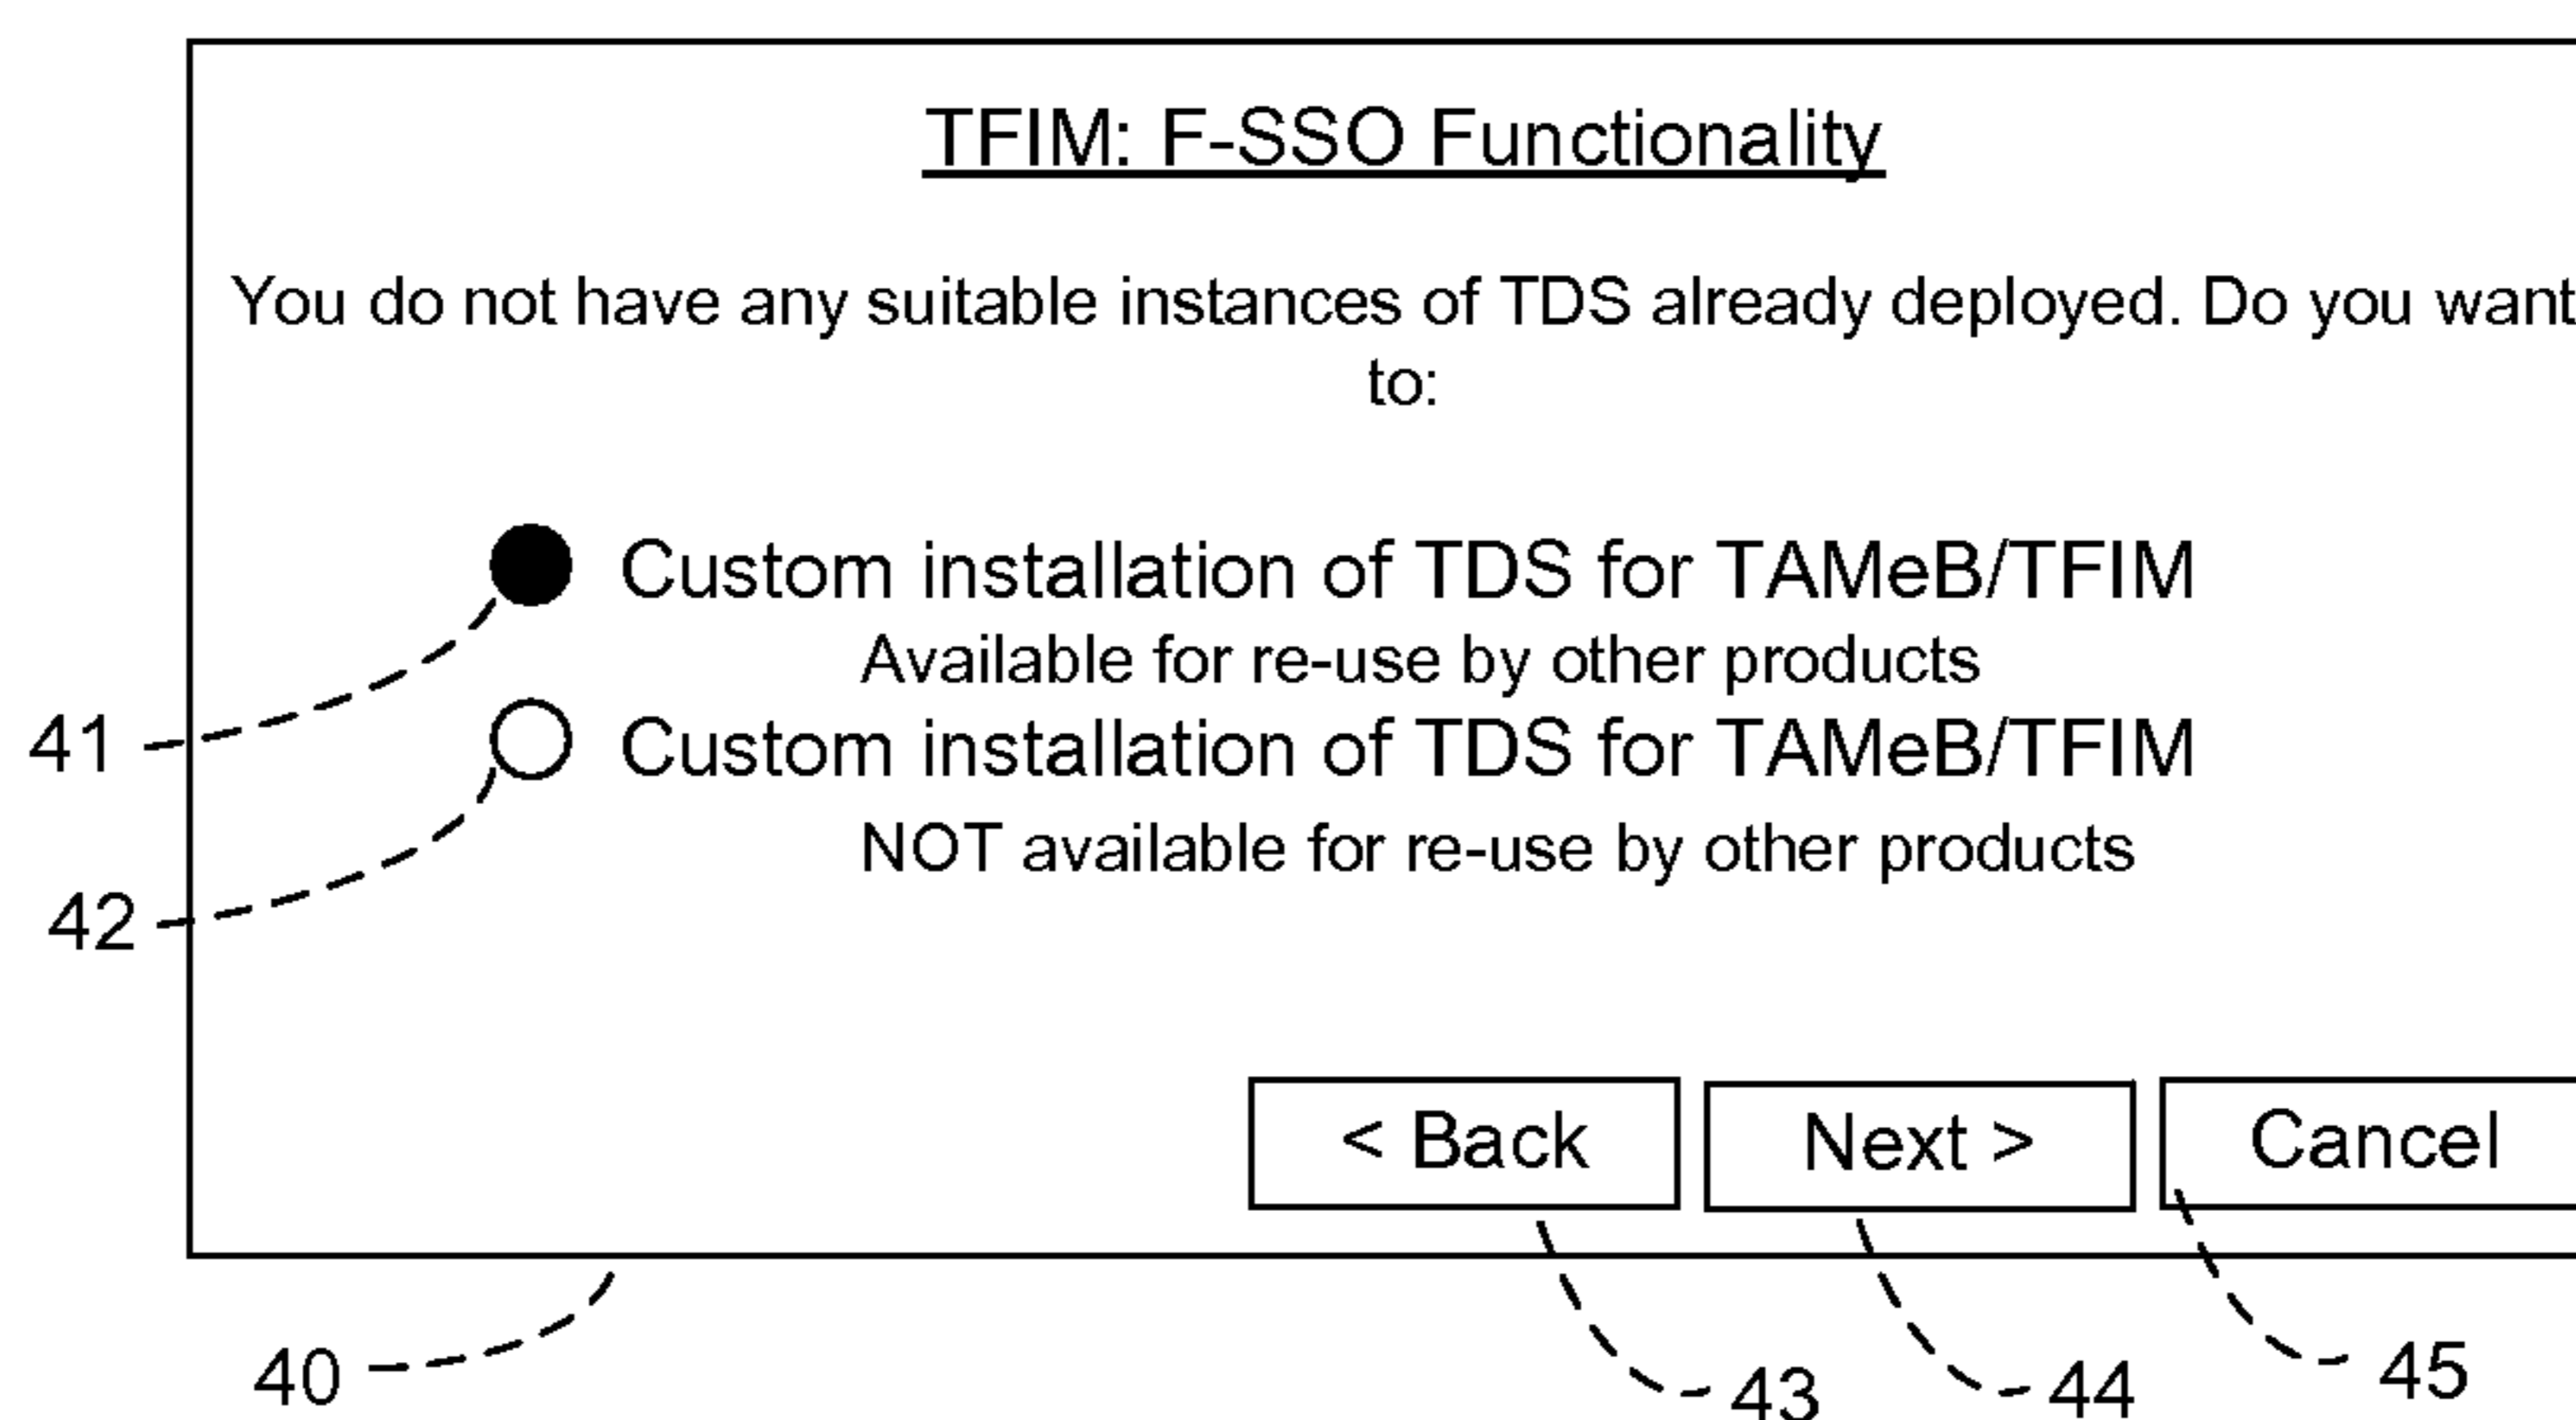 TFIM: F-SSO Functionality
You do not have any suitable instances of TDS already deployed. Do you want
to:
Custom installation of TDS for TAMeB/TFIM
Available for re-use by other products
41
Custom installation of TDS for TAMeB/TFIM
NOT available for re-use by other products
42
< Back
Next >
Cancel
40
43
44
45